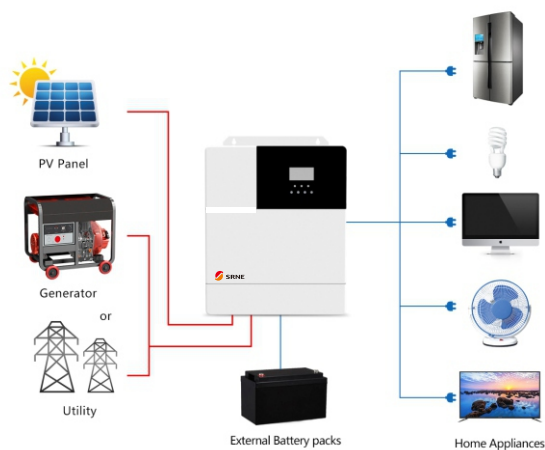 PV Panel
Generator
or
Utility
SRNE
External Battery packs
Home Appliances